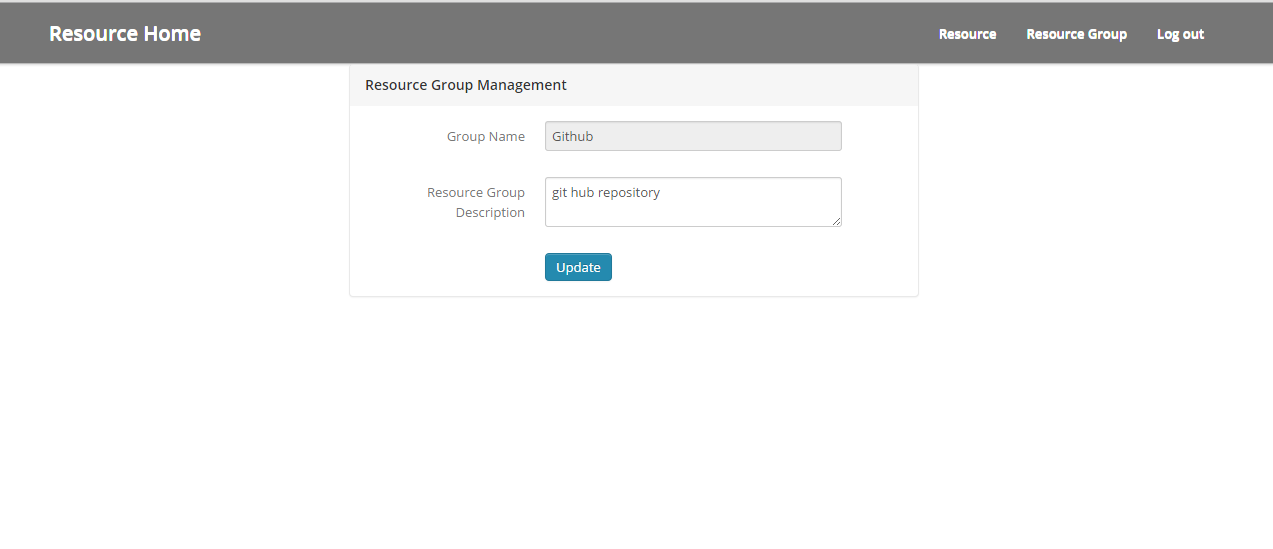 Resource Home
Resource
Resource Group
Log out
Resource Group Management
Group Name
Github
Resource Group
Description
git hub repository
Update